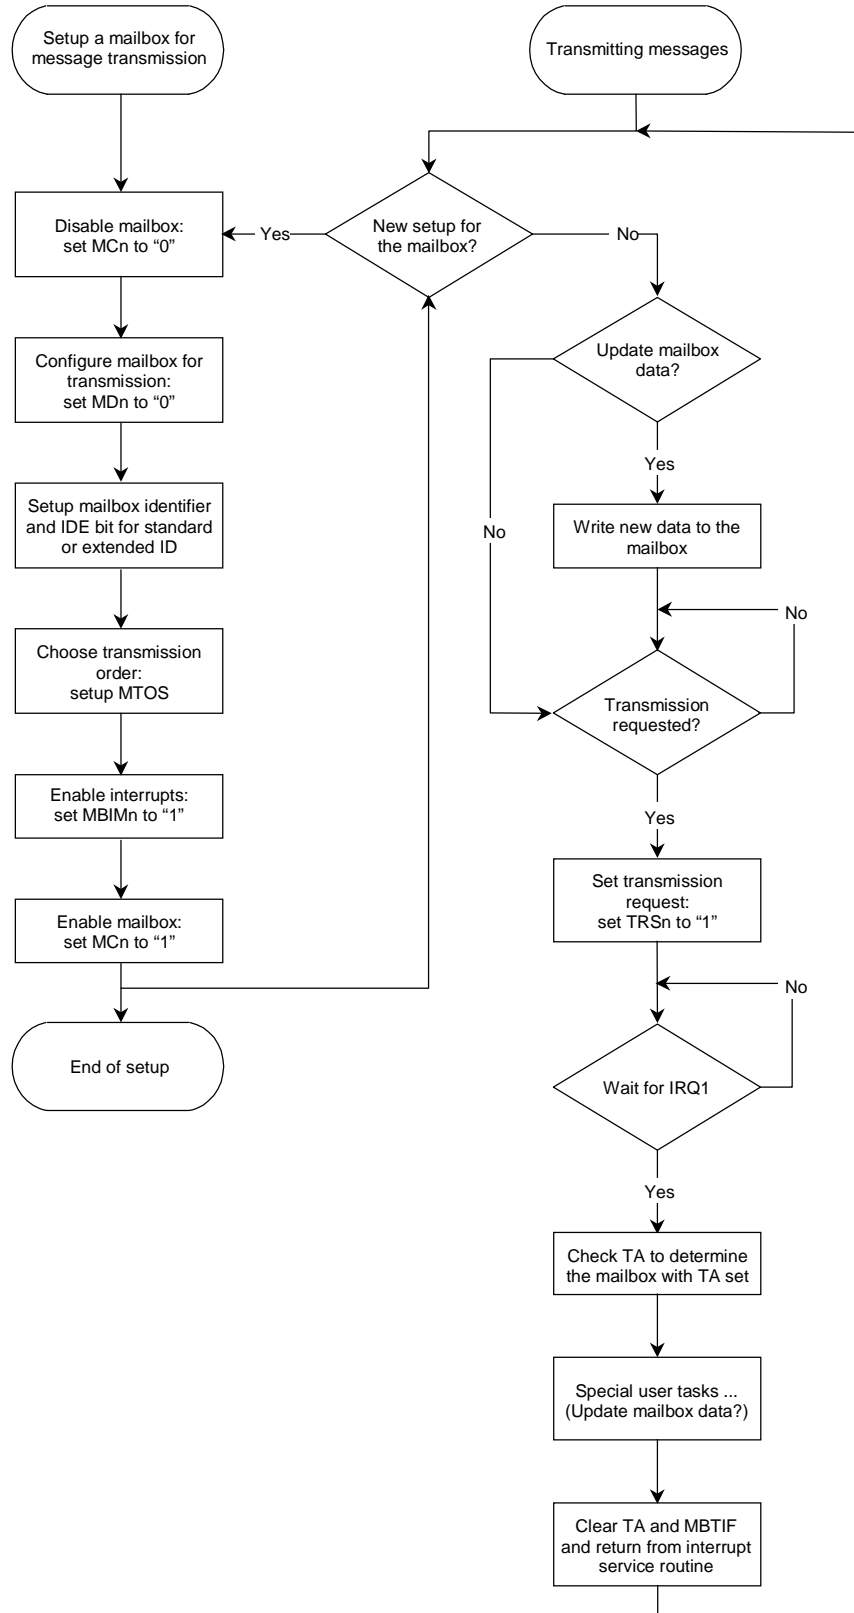 Setup a mailbox for
message transmission
Disable mailbox:
set MCn to “0”
Configure mailbox for
transmission:
set MDn to “0”
Setup mailbox identifier
and IDE bit for standard
or extended ID
Choose transmission
order:
setup MTOS
Enable interrupts:
set MBIMn to “1”
Enable mailbox:
set MCn to “1”
End of setup
Transmitting messages
New setup for
the mailbox?
Yes
No
Update mailbox
data?
Yes
No
Write new data to the
mailbox
No
Transmission
requested?
Yes
Set transmission
request:
set TRSn to “1”
No
Wait for IRQ1
Yes
Check TA to determine
the mailbox with TA set
Special user tasks ...
(Update mailbox data?)
Clear TA and MBTIF
and return from interrupt
service routine